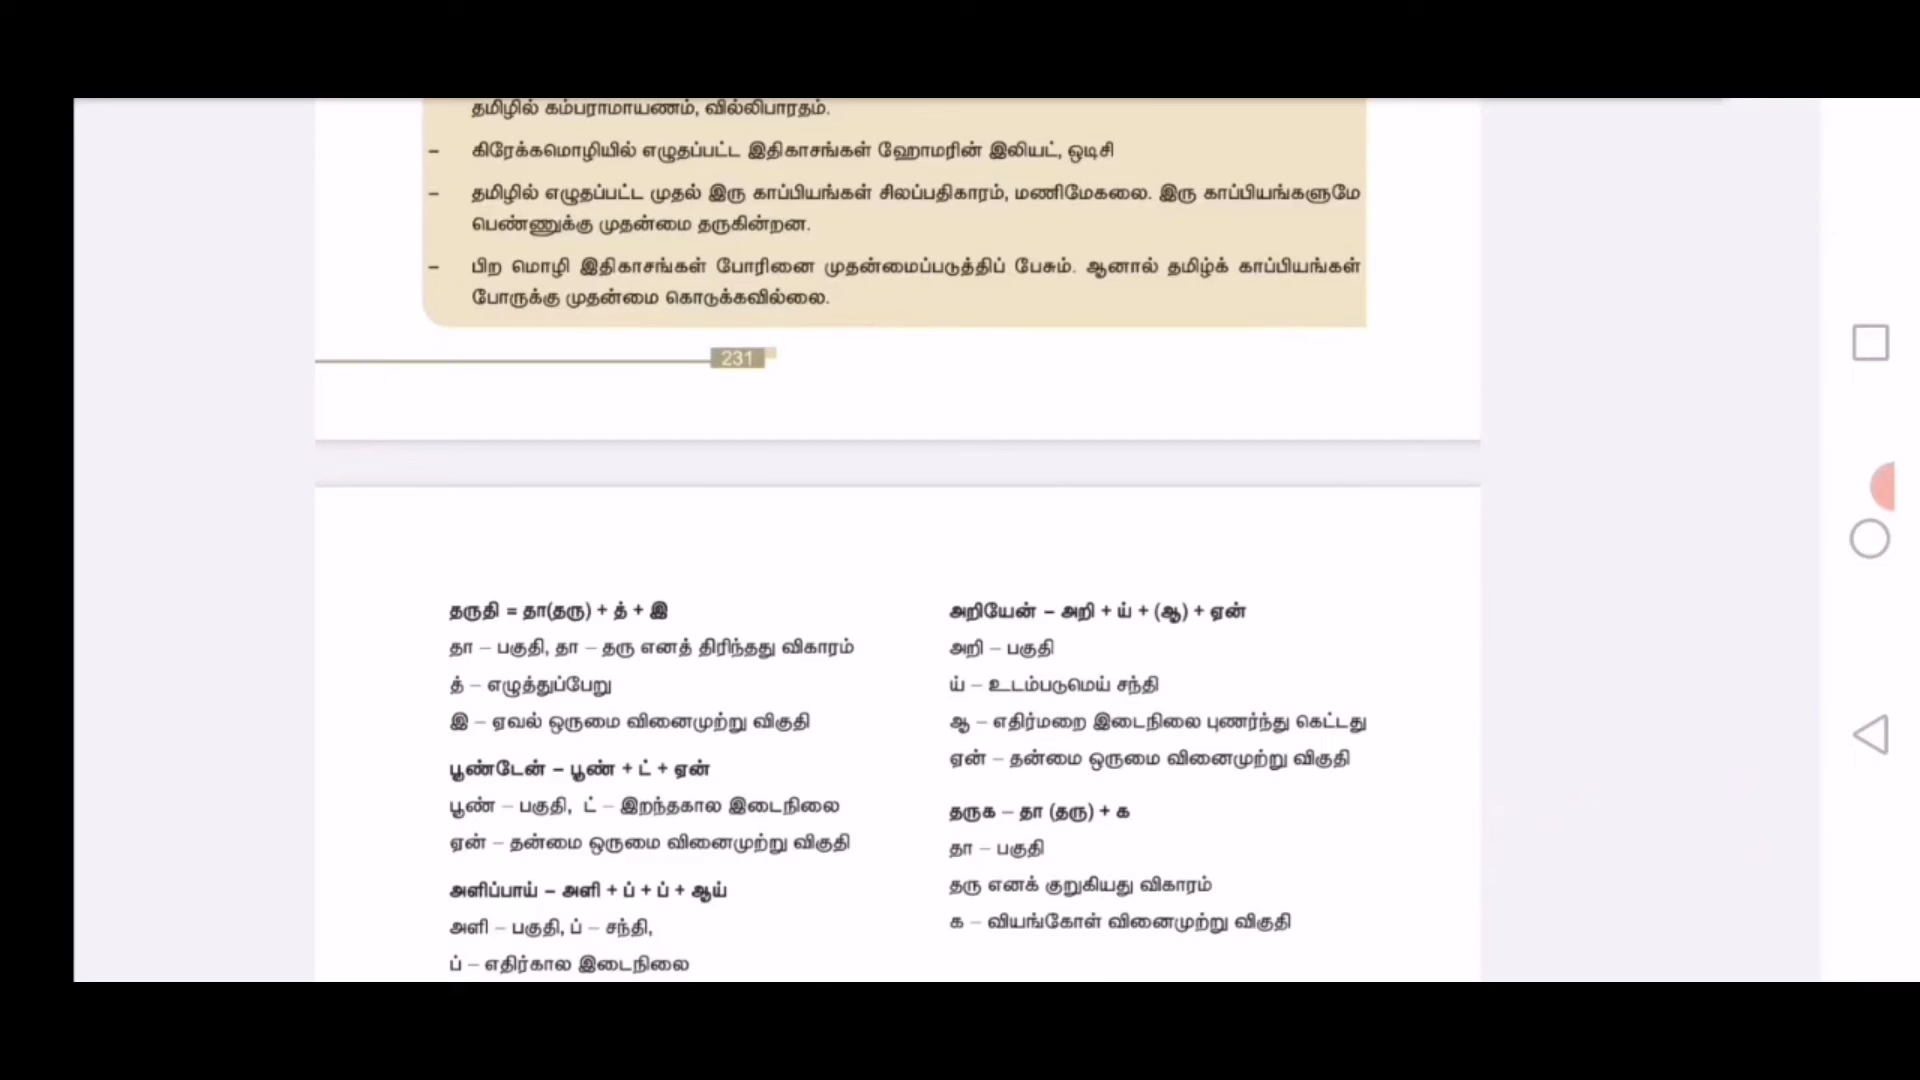 தமிழில் கம்பராமாயணம், வில்லிபாரதம்.
– கிரேக்கமொழியில் எழுதப்பட்ட இதிகாசங்கள் ஹோமரின் இலியட், ஒடிசி
– தமிழில் எழுதப்பட்ட முதல் இரு காப்பியங்கள் சிலப்பதிகாரம், மணிமேகலை. இரு காப்பியங்களுமே
பெண்ணுக்கு முதன்மை தருகின்றன.
– பிற மொழி இதிகாசங்கள் போரினை முதன்மைப்படுத்திப் பேசும். ஆனால் தமிழ்க் காப்பியங்கள்
போருக்கு முதன்மை கொடுக்கவில்லை.
231
தருதி = தா(தரு) + த் + இ
தா – பகுதி, தா – தரு எனத் திரிந்தது விகாரம்
த் – எழுத்துப்பேறு
இ – ஏவல் ஒருமை வினைமுற்று விகுதி
பூண்டேன் – பூண் + ட் + ஏன்
பூண் – பகுதி, ட் – இறந்தகால இடைநிலை
ஏன் – தன்மை ஒருமை வினைமுற்று விகுதி
அளிப்பாய் – அளி + ப் + ப் + ஆய்
அளி – பகுதி, ப் – சந்தி,
ப் – எதிர்கால இடைநிலை
அறியேன் – அறி + ய் + (ஆ) + ஏன்
அறி – பகுதி
ய் – உடம்படுமெய் சந்தி
ஆ – எதிர்மறை இடைநிலை புணர்ந்து கெட்டது
ஏன் – தன்மை ஒருமை வினைமுற்று விகுதி
தருக – தா (தரு) + க
தா – பகுதி
தரு எனக் குறுகியது விகாரம்
க – வியங்கோள் வினைமுற்று விகுதி